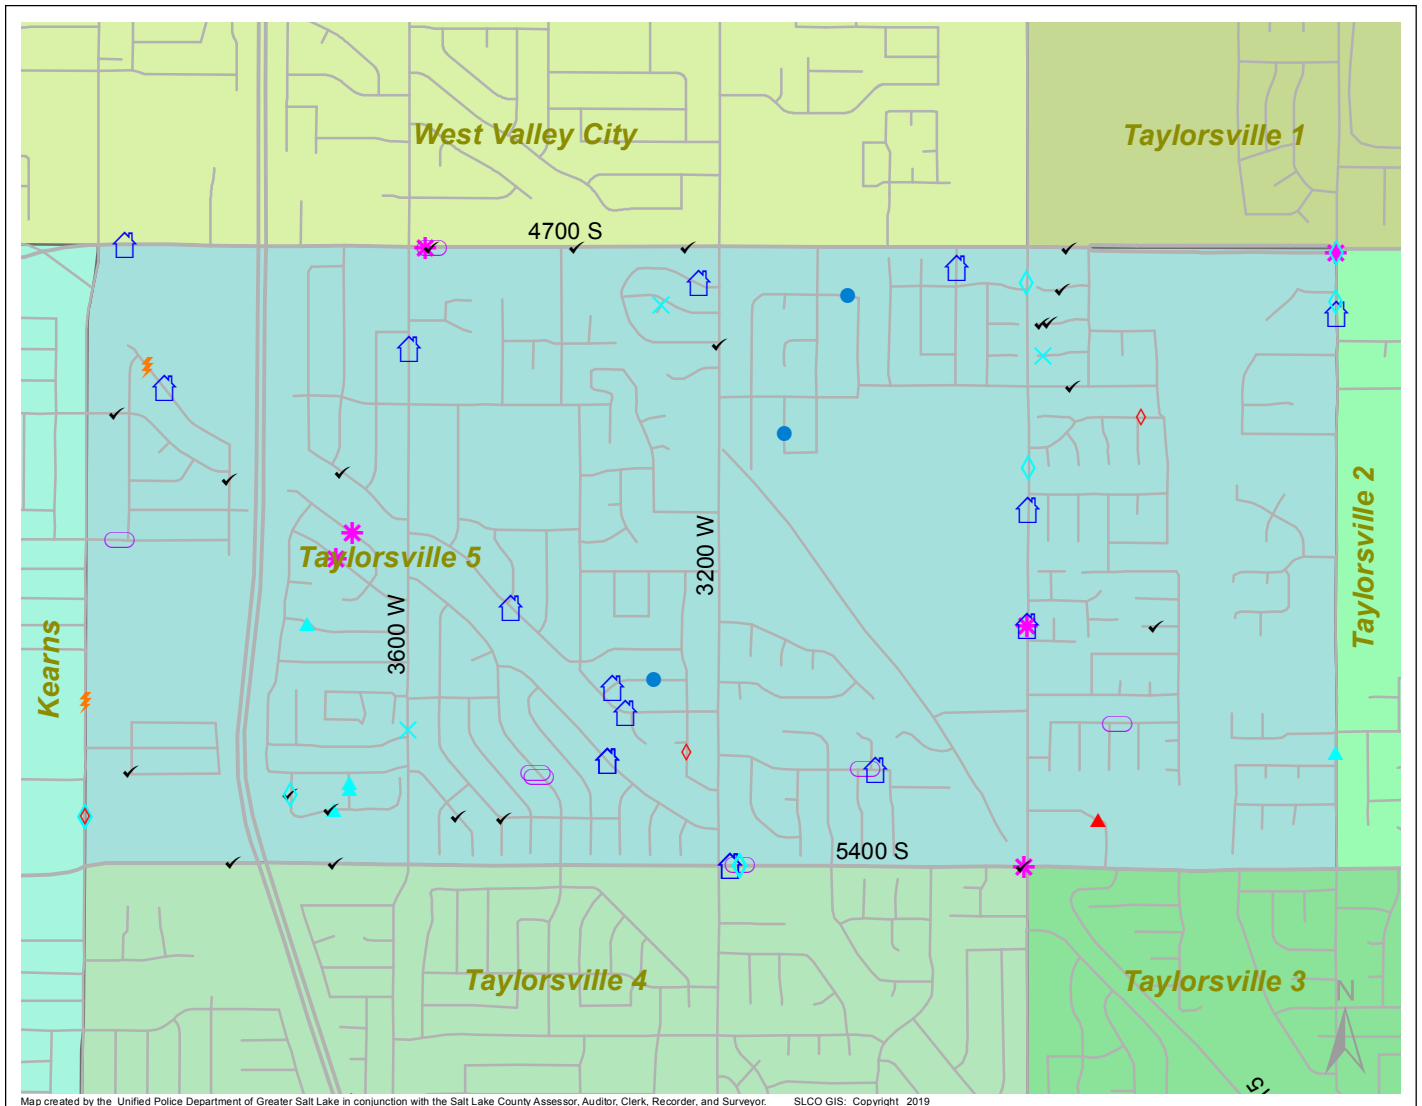 West Valley City
Taylorsville 1
4700 S
Taylorsville 2
3200 W
Taylorsville 5
3600 W
Kearns
5400 S
Taylorsville 4
Taylorsville 3
N
15
Map created by the Unified Police Department of Greater Salt Lake in conjunction with the Salt Lake County Assessor, Auditor, Clerk, Recorder, and Surveyor. SLCO GIS: Copyright 2019